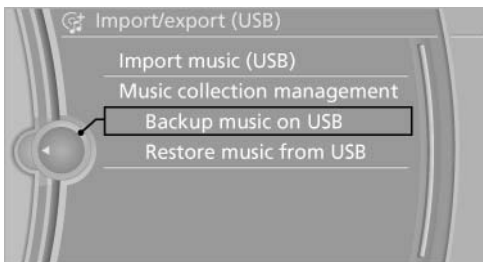 Import/export (USB)
Import music (USB)
Music collection management
Backup music on USB
Restore music from USB